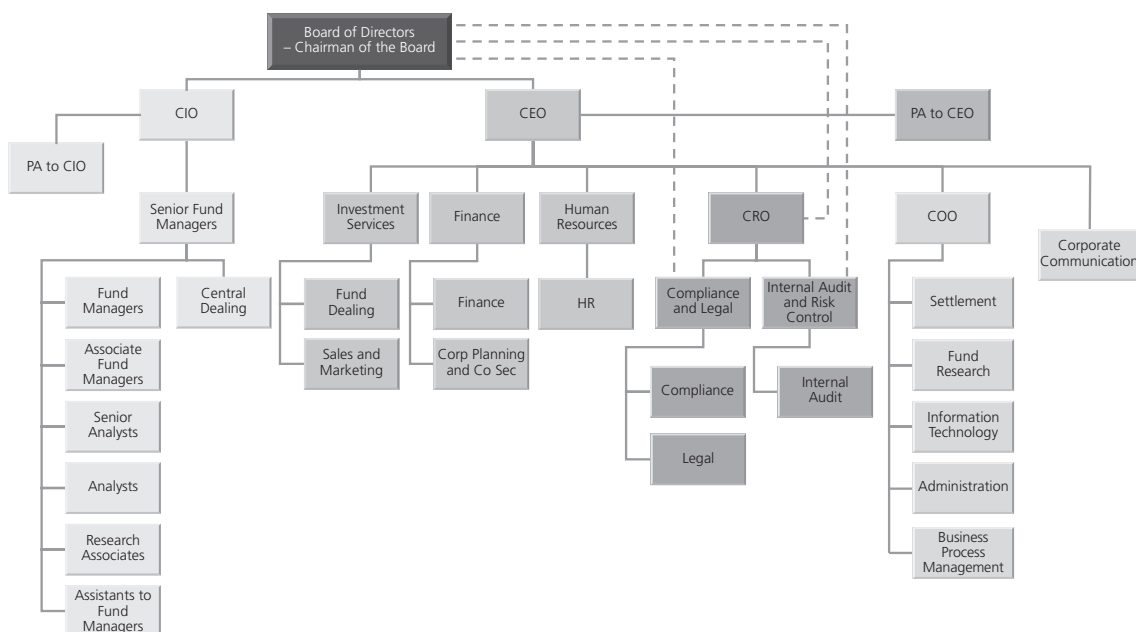 Board of Directors
– Chairman of the Board
CIO
CEO
PA to CEO
PA to CIO
Senior Fund
Managers
Investment
Services
Finance
Human
Resources
CRO
COO
Corporate
Communication
Fund
Managers
Central
Dealing
Fund
Dealing
Finance
HR
Compliance
and Legal
Internal Audit
and Risk
Control
Settlement
Associate
Fund
Managers
Sales and
Marketing
Corp Planning
and Co Sec
Compliance
Internal
Audit
Fund
Research
Senior
Analysts
Legal
Information
Technology
Analysts
Administration
Research
Associates
Business
Process
Management
Assistants to
Fund
Managers